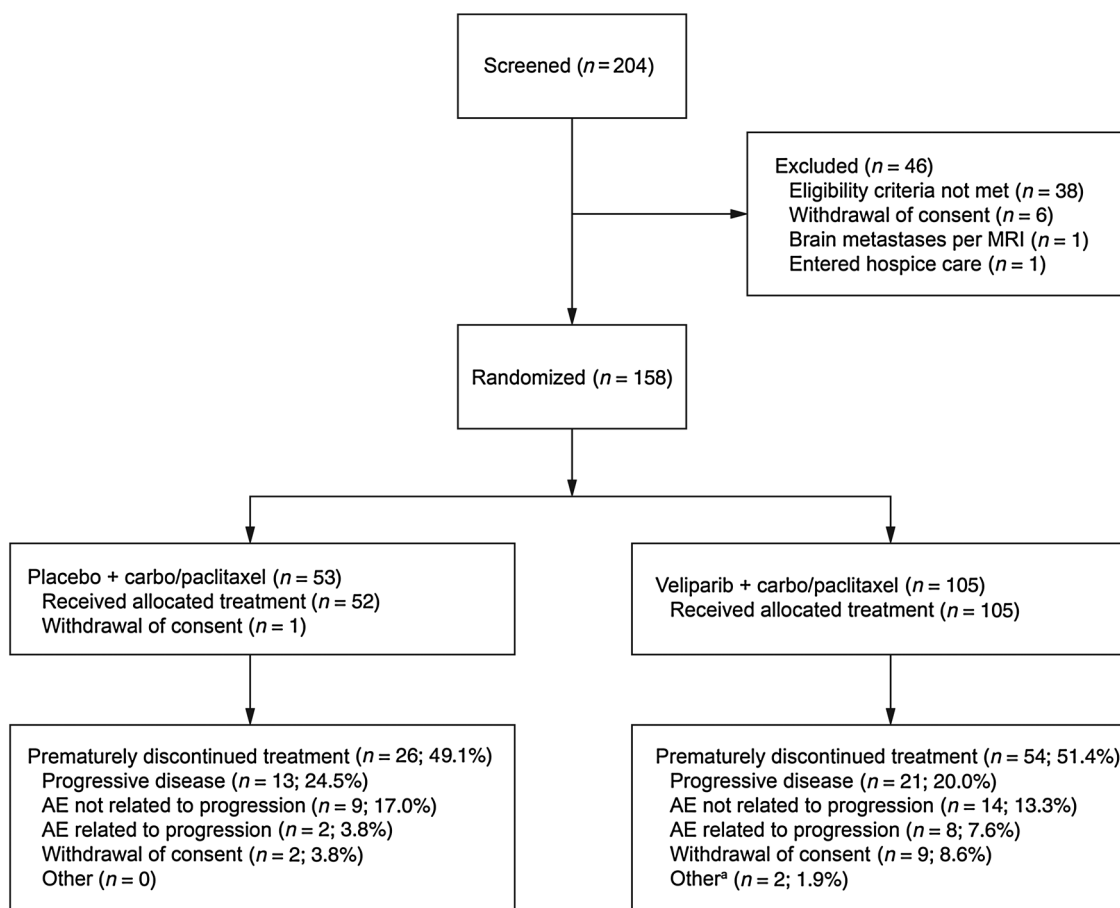 Screened (n = 204)
Excluded (n = 46)
Eligibility criteria not met (n = 38)
Withdrawal of consent (n = 6)
Brain metastases per MRI (n = 1)
Entered hospice care (n = 1)
Randomized (n = 158)
Placebo + carbo/paclitaxel (n = 53)
Received allocated treatment (n = 52)
Withdrawal of consent (n = 1)
Veliparib + carbo/paclitaxel (n = 105)
Received allocated treatment (n = 105)
Prematurely discontinued treatment (n = 26; 49.1%)
Progressive disease (n = 13; 24.5%)
AE not related to progression (n = 9; 17.0%)
AE related to progression (n = 2; 3.8%)
Withdrawal of consent (n = 2; 3.8%)
Other (n = 0)
Prematurely discontinued treatment (n = 54; 51.4%)
Progressive disease (n = 21; 20.0%)
AE not related to progression (n = 14; 13.3%)
AE related to progression (n = 8; 7.6%)
Withdrawal of consent (n = 9; 8.6%)
Otherᵃ (n = 2; 1.9%)